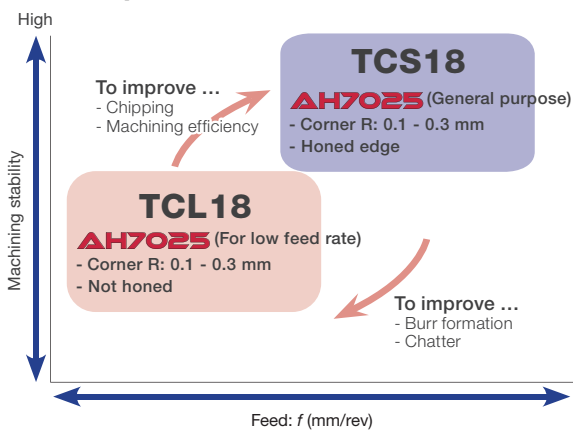 High
TCS18
AH7025 (General purpose)
- Corner R: 0.1 - 0.3 mm
- Honed edge
To improve ...
- Chipping
- Machining efficiency
TCL18
AH7025 (For low feed rate)
- Corner R: 0.1 - 0.3 mm
- Not honed
To improve ...
- Burr formation
- Chatter
Machining stability
Feed: f (mm/rev)